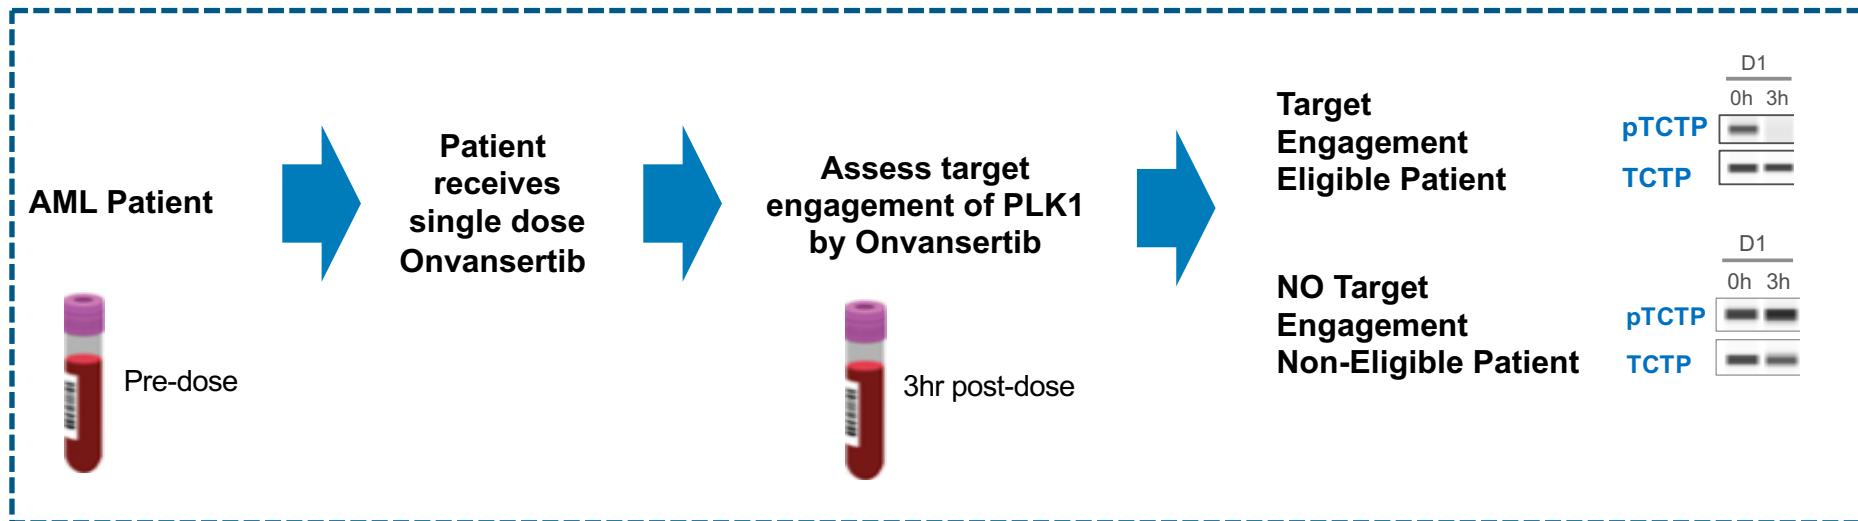 AML Patient
Pre-dose
Patient
receives
single dose
Onvansertib
Assess target
engagement of PLK1
by Onvansertib
3hr post-dose
Target
Engagement
Eligible Patient
D1
0h 3h
pTCTP
TCTP
NO Target
Engagement
Non-Eligible Patient
D1
0h 3h
pTCTP
TCTP